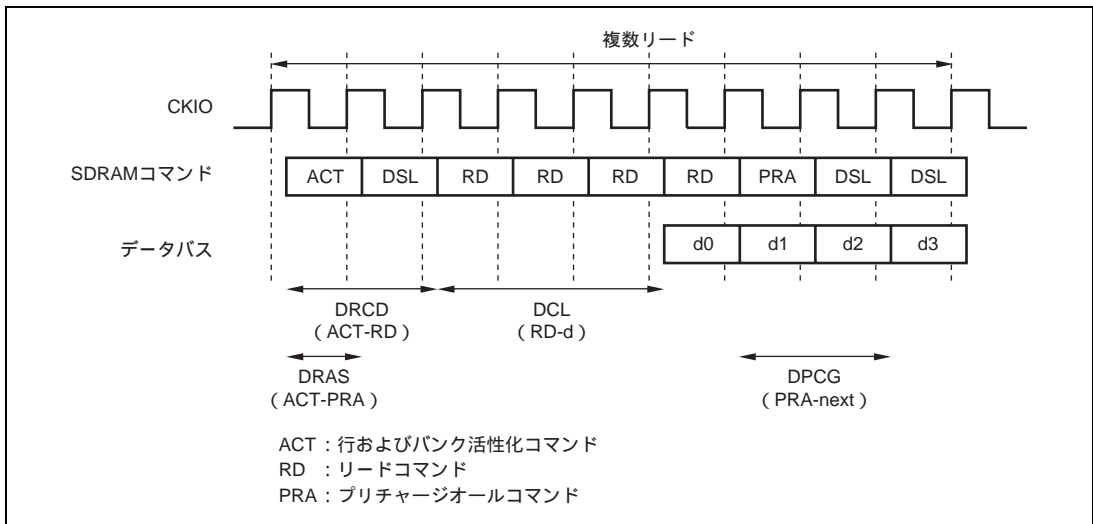 複数リード
CKIO
SDRAMコマンド
ACT DSL RD RD RD RD PRA DSL DSL
データバス
d0 d1 d2 d3
DRCD DCL
(ACT-RD) (RD-d)
DRAS DPCG
(ACT-PRA) (PRA-next)
ACT:行およびバンク活性化コマンド
RD :リードコマンド
PRA:プリチャージオールコマンド